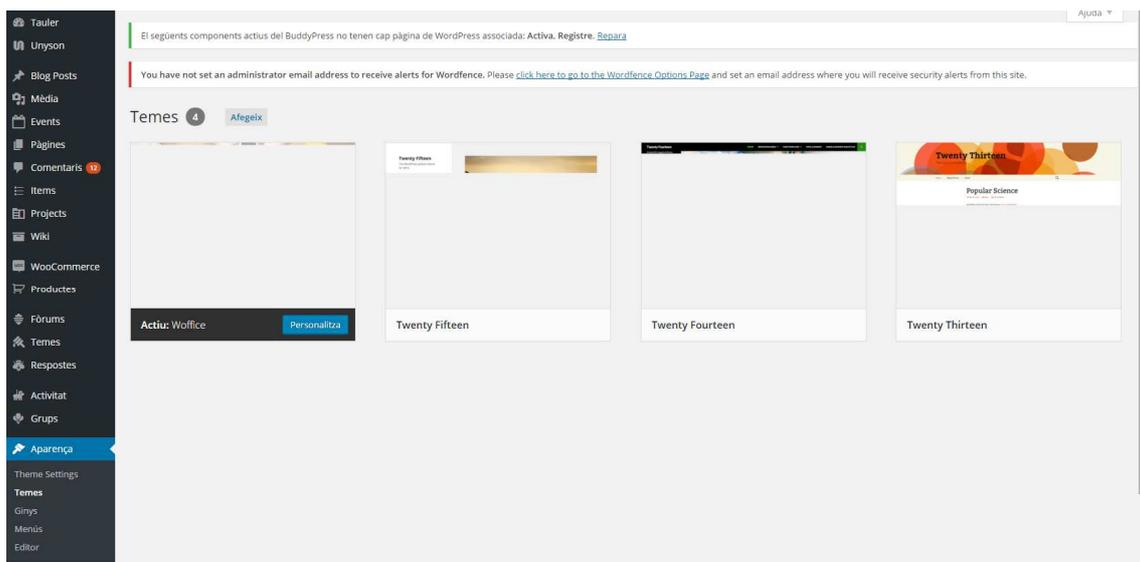 Tauler
Unyson
Blog Posts
Mèdia
Events
Pàgines
Comentaris 12
Items
Projects
Wiki
WooCommerce
Productes
Fòrums
Temes
Respostes
Activitat
Grups
Aparença
Theme Settings
Temes
Ginys
Menús
Editor
Ajuda
El següents components actius del BuddyPress no tenen cap pàgina de WordPress associada: Activa, Registre. Repara
You have not set an administrator email address to receive alerts for Wordfence. Please click here to go to the Wordfence Options Page and set an email address where you will receive security alerts from this site.
Temes 4 Afegeix
Twenty Fifteen
Twenty Fourteen
Twenty Thirteen
Popular Science
Actiu: Woffice Personalitza
Twenty Fifteen
Twenty Fourteen
Twenty Thirteen